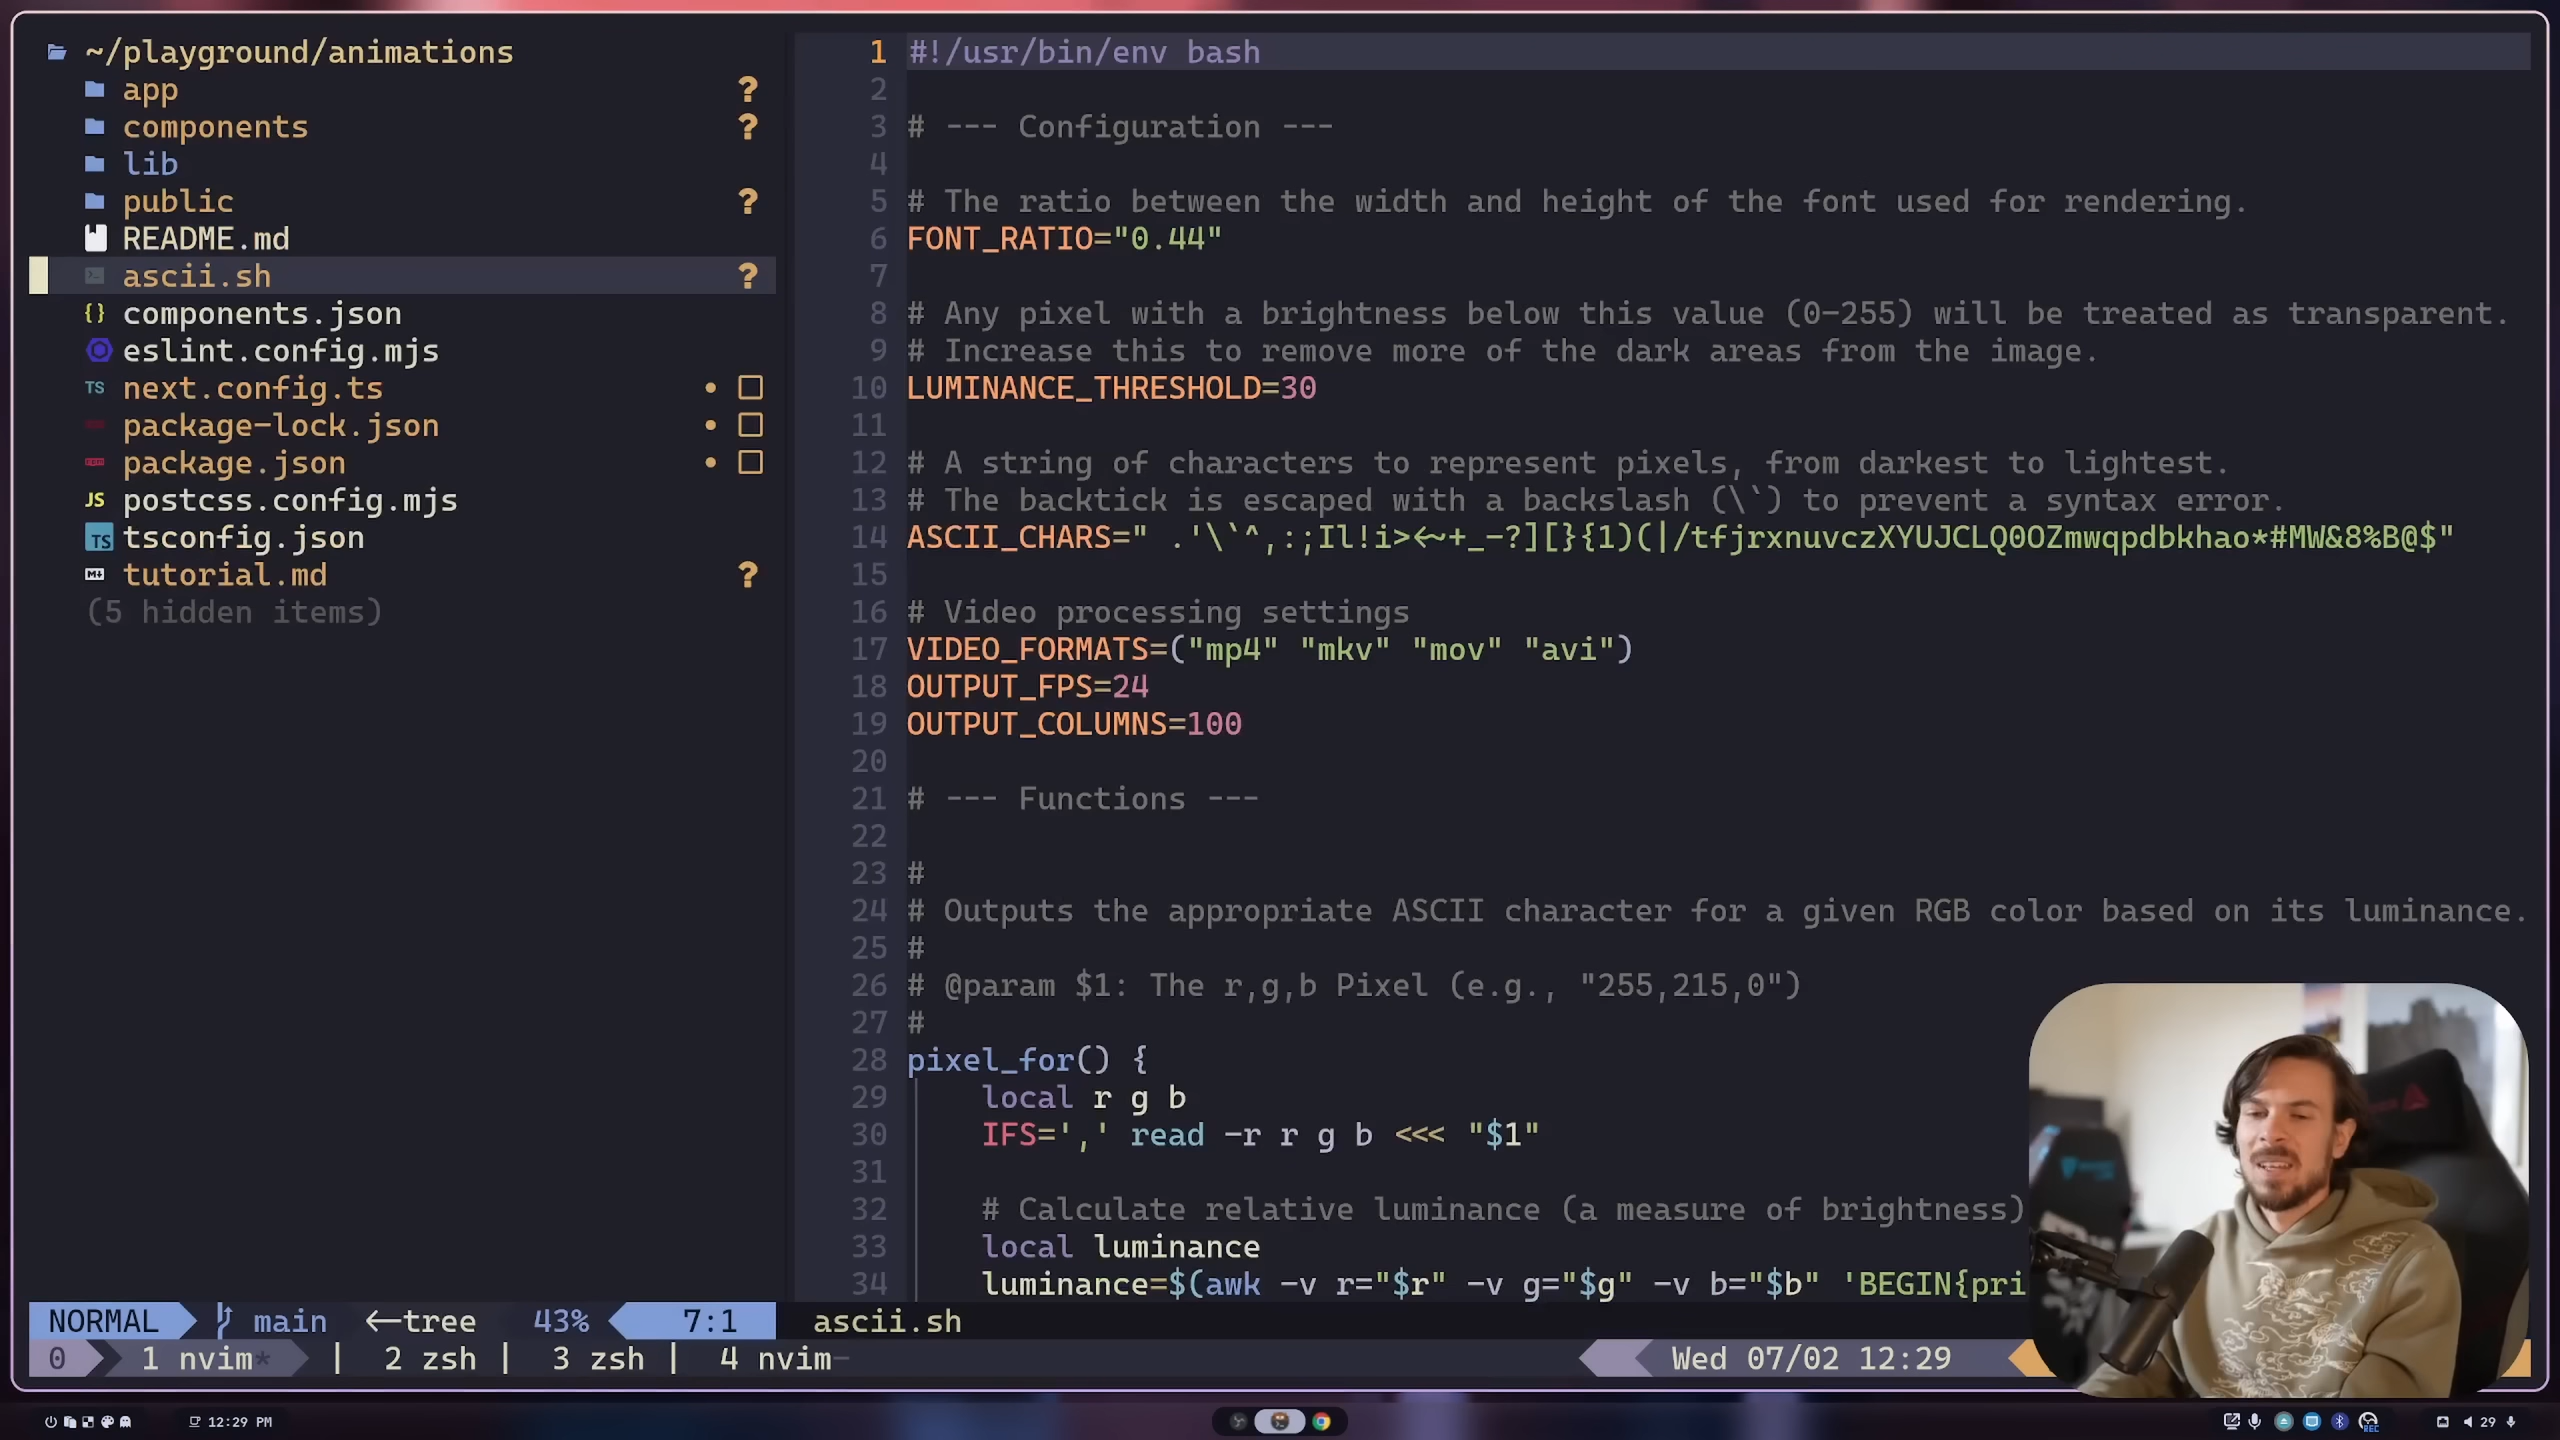 ~/playground/animations
app ?
components ?
lib
public ?
README.md
ascii.sh ?
{} components.json
eslint.config.mjs
TS next.config.ts
package-lock.json
package.json
JS postcss.config.mjs
TS tsconfig.json
tutorial.md ?
(5 hidden items)
1 #!/usr/bin/env bash
2
3 # --- Configuration ---
4
5 # The ratio between the width and height of the font used for rendering.
6 FONT_RATIO="0.44"
7
8 # Any pixel with a brightness below this value (0-255) will be treated as transparent.
9 # Increase this to remove more of the dark areas from the image.
10 LUMINANCE_THRESHOLD=30
11
12 # A string of characters to represent pixels, from darkest to lightest.
13 # The backtick is escaped with a backslash (\`) to prevent a syntax error.
14 ASCII_CHARS=" .'\`^,:;Il!i><~+_-?][}{1)(|/tfjrxnuvczXYUJCLQ0OZmwqpdbkhao*#MW&8%B@$"
15
16 # Video processing settings
17 VIDEO_FORMATS=("mp4" "mkv" "mov" "avi")
18 OUTPUT_FPS=24
19 OUTPUT_COLUMNS=100
20
21 # --- Functions ---
22
23 #
24 # Outputs the appropriate ASCII character for a given RGB color based on its luminance.
25 #
26 # @param $1: The r,g,b Pixel (e.g., "255,215,0")
27 #
28 pixel_for() {
29 local r g b
30 IFS=',' read -r r g b <<< "$1"
31
32 # Calculate relative luminance (a measure of brightness)
33 local luminance
34 luminance=$(awk -v r="$r" -v g="$g" -v b="$b" 'BEGIN{pri
NORMAL main ←tree 43% 7:1 ascii.sh
0 1 nvim* | 2 zsh | 3 zsh | 4 nvim- Wed 07/02 12:29
12:29 PM 29